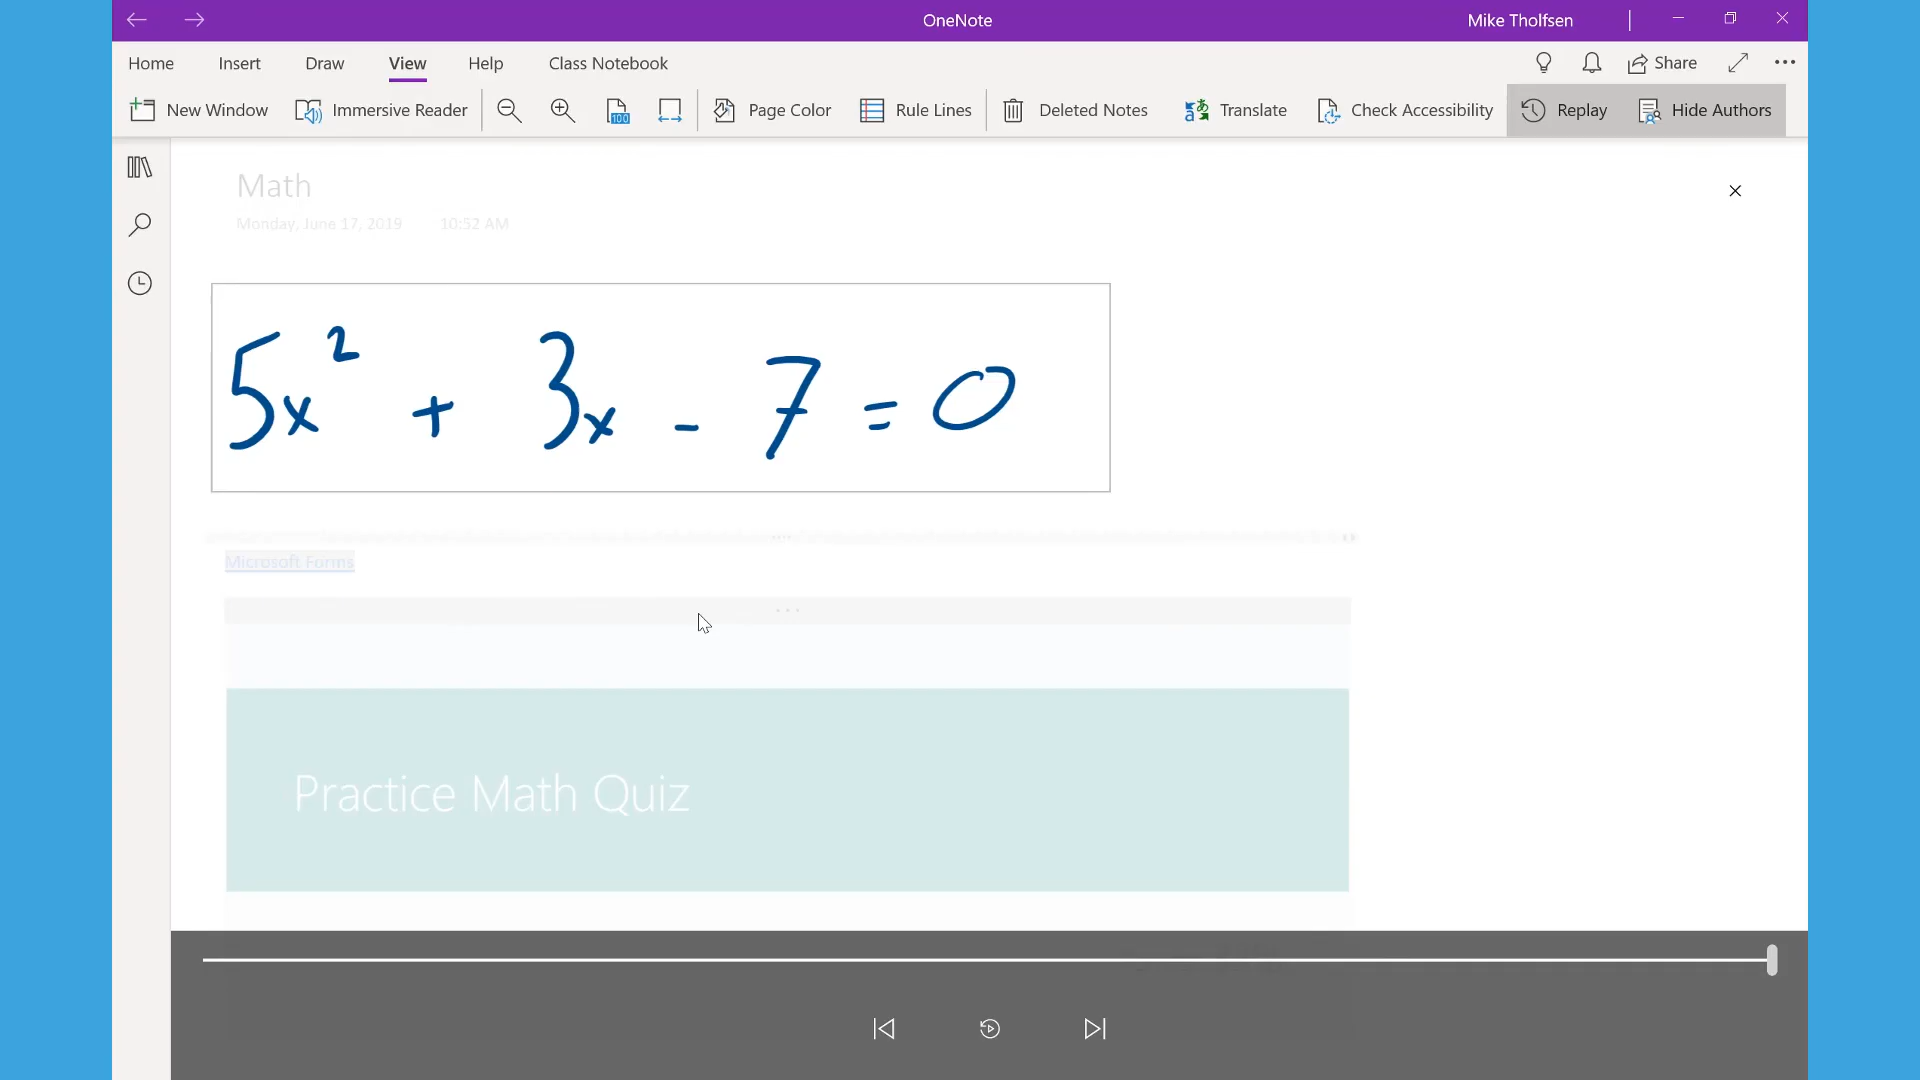 OneNote
Mike Tholfsen
Home Insert Draw View Help Class Notebook Share
New Window Immersive Reader 100 Page Color Rule Lines Deleted Notes Translate Check Accessibility Replay Hide Authors
Math
Monday, June 17, 2019 10:52 AM
5x² + 3x - 7 = 0
Microsoft Forms
Practice Math Quiz